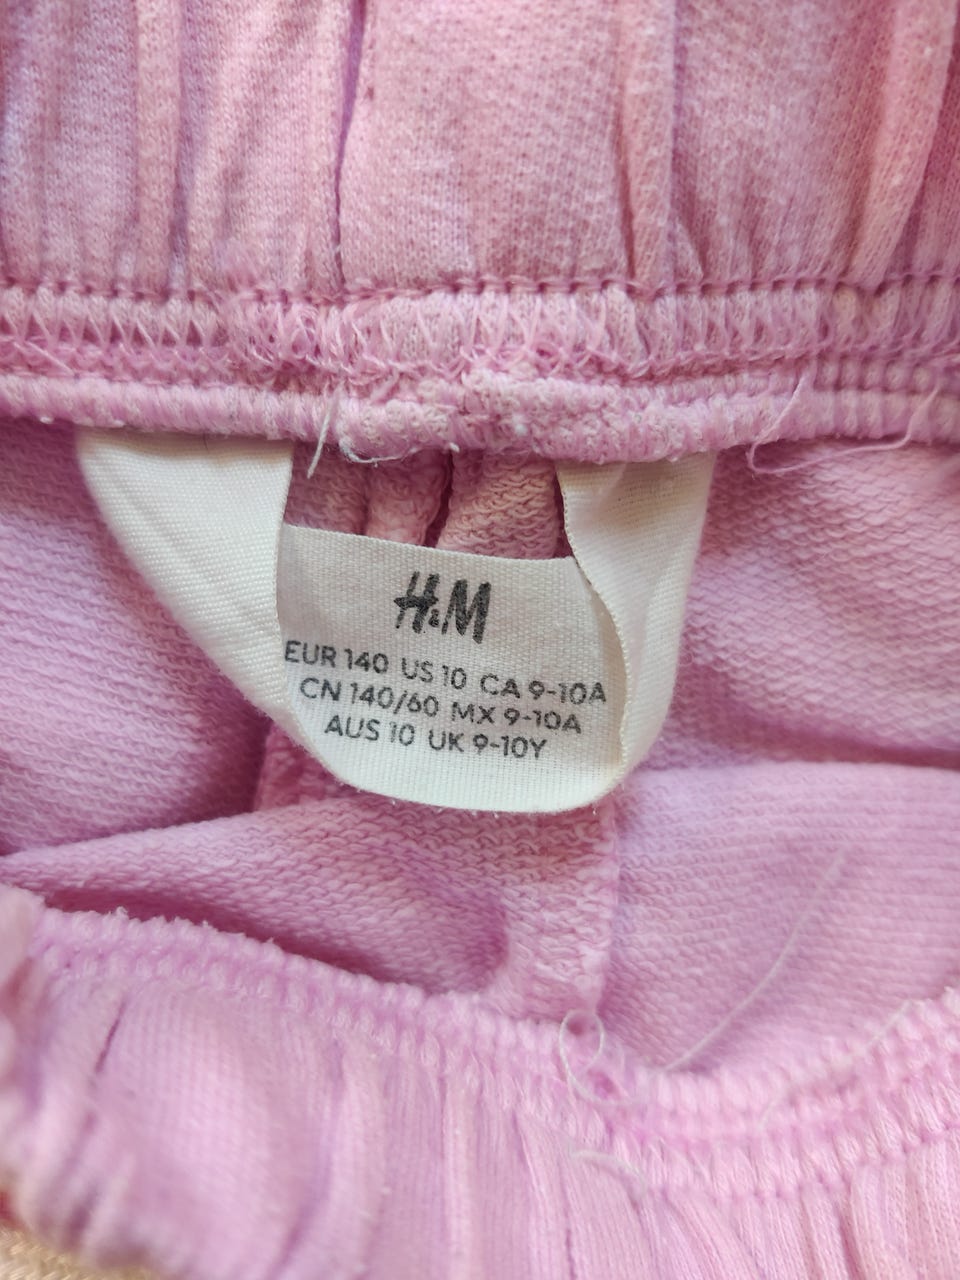 H&M
EUR 140 US 10 CA 9-10A
CN 140/60 MX 9-10A
AUS 10 UK 9-10Y